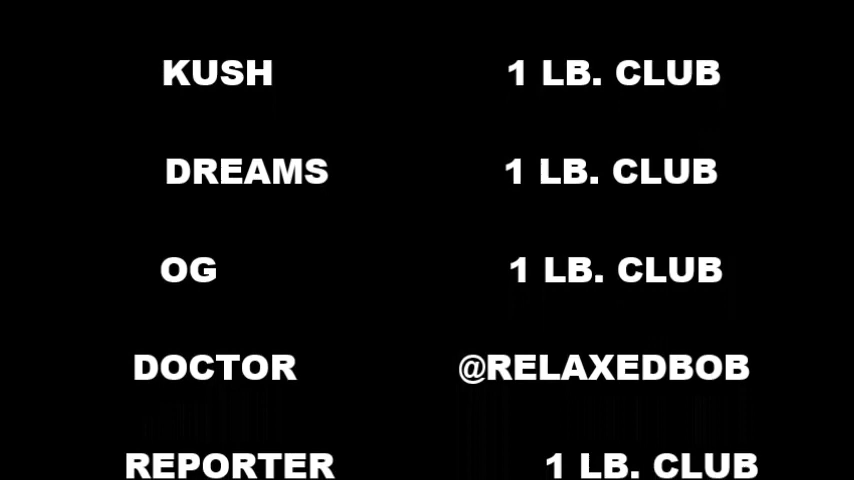 KUSH 1 LB. CLUB
DREAMS 1 LB. CLUB
OG 1 LB. CLUB
DOCTOR @RELAXEDBOB
REPORTER 1 LB. CLUB